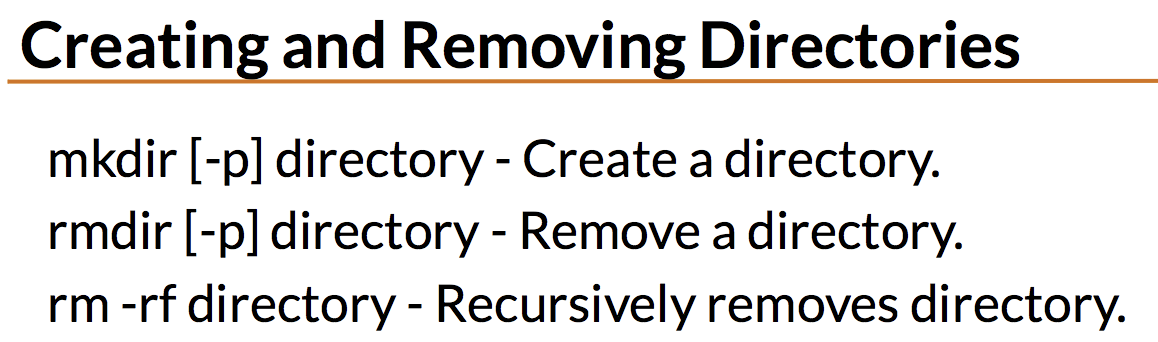 Creating and Removing Directories
mkdir [-p] directory - Create a directory.
rmdir [-p] directory - Remove a directory.
rm -rf directory - Recursively removes directory.